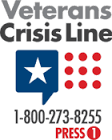 Veterans
Crisis Line
1-800-273-8255
PRESS 1